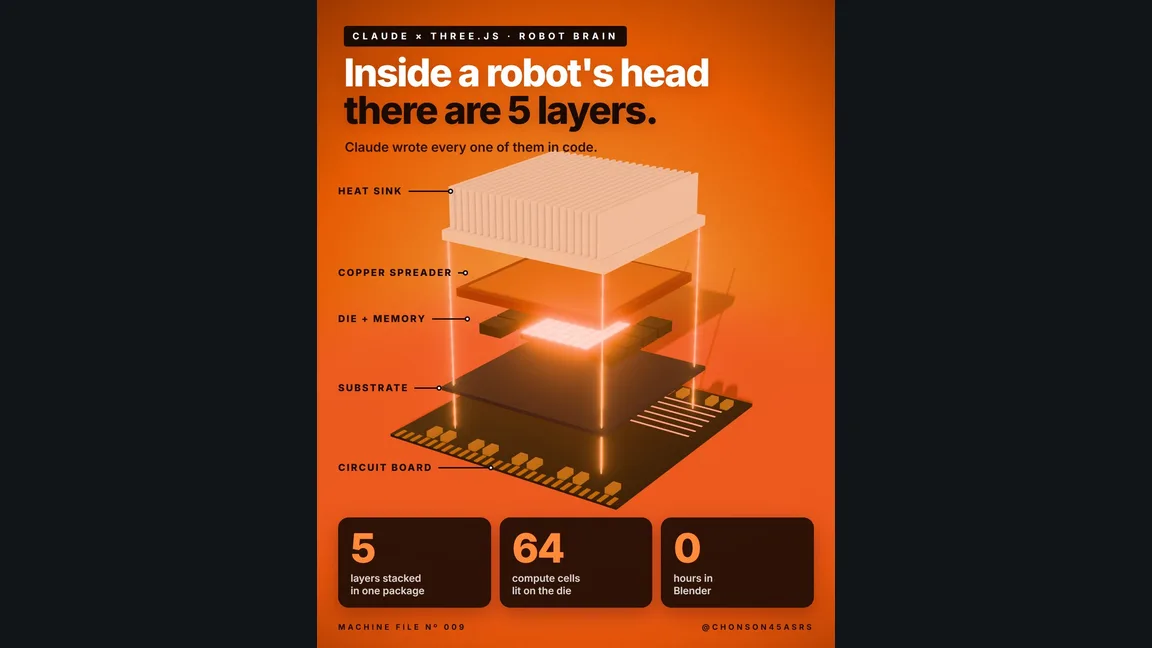 CLAUDE × THREE.JS · ROBOT BRAIN
Inside a robot's head
there are 5 layers.
Claude wrote every one of them in code.
HEAT SINK
COPPER SPREADER
DIE + MEMORY
SUBSTRATE
CIRCUIT BOARD
5
layers stacked
in one package
64
compute cells
lit on the die
0
hours in
Blender
MACHINE FILE Nº 009
@CHONSON45ASRS